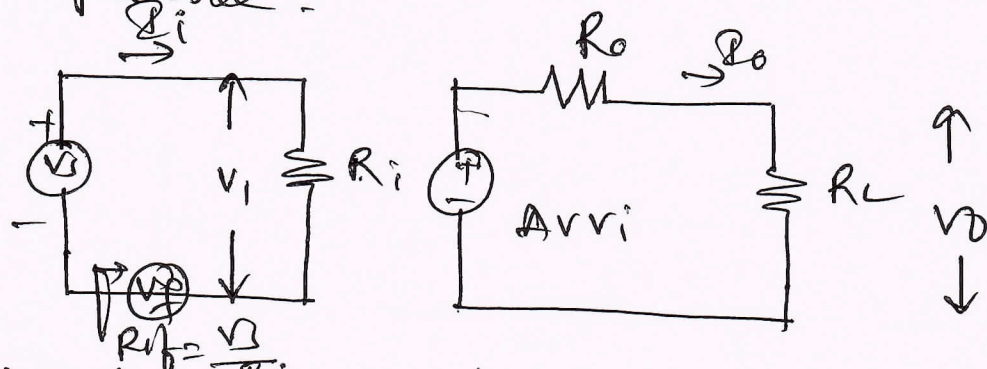 Ii
Ro
Io
+
Vs
-
V1
Ri
+
-
AvVi
RL
Vo
Vf
Rif = Vs
Ii